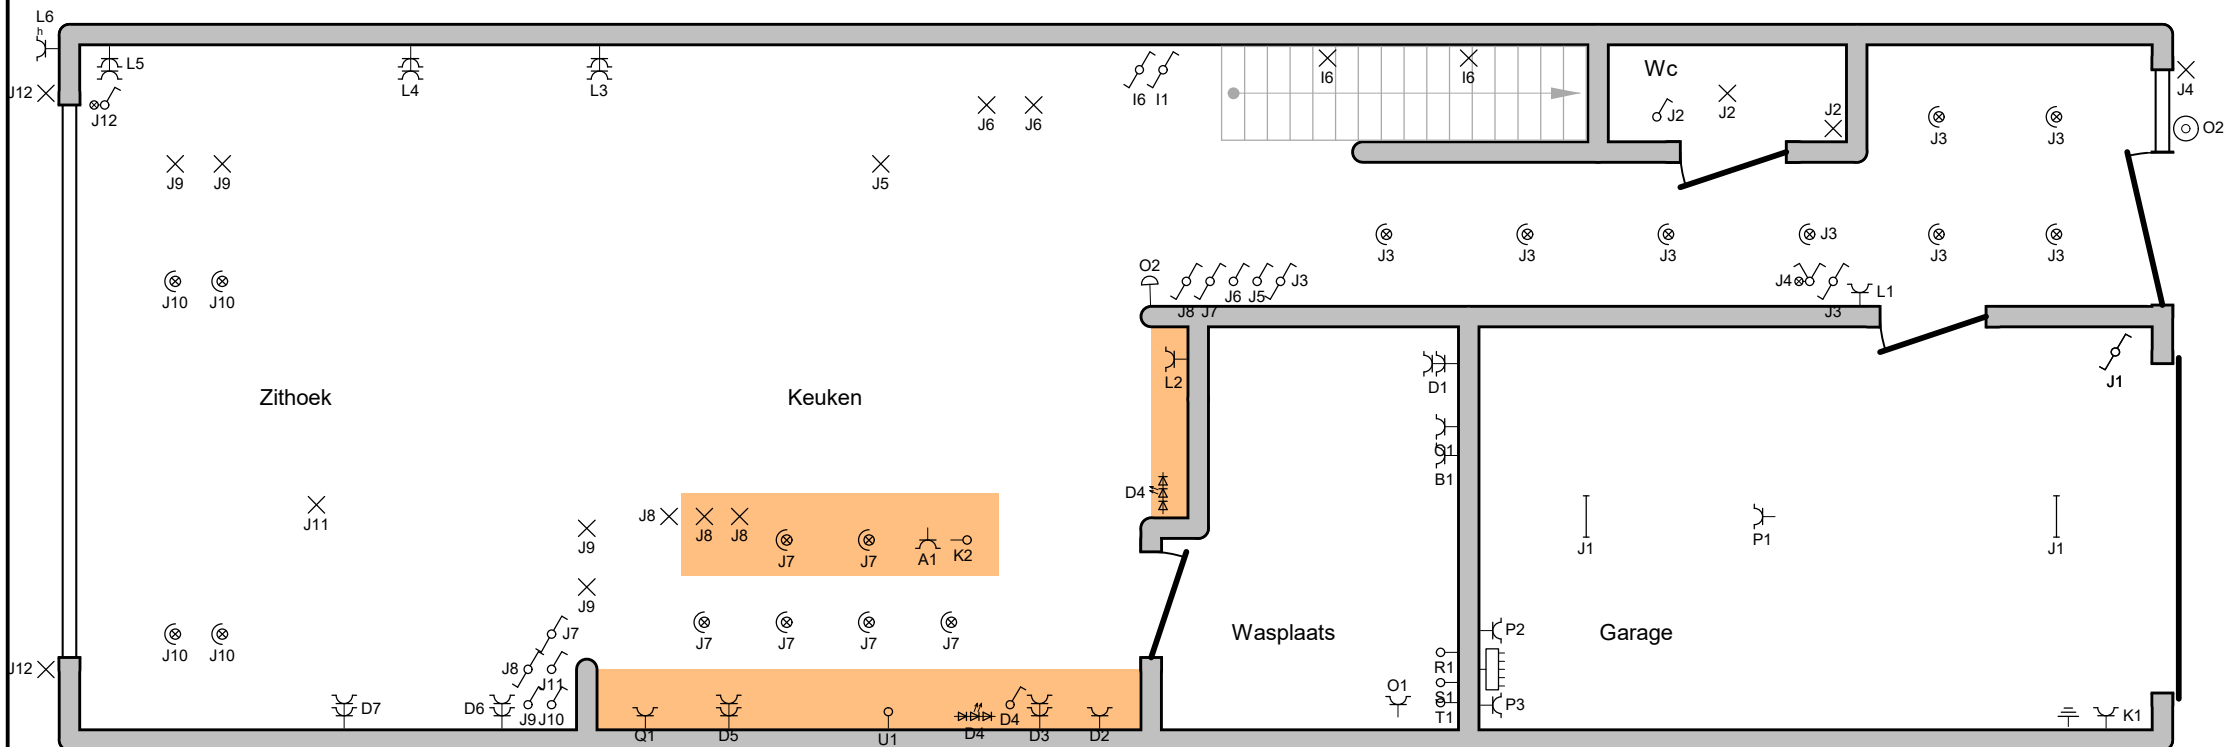 L6
h
L5
L4
L3
I6 I1
I6
I6
Wc
J12
J12
J6 J6
J2
J2
J2
J4
O2
J3 J3
J9 J9
J5
J3 J3 J3 J3 J3 J3
O2
J10 J10
J8 J7 J6 J5 J3
J4
J3
L1
L2
D1
J1
Zithoek
Keuken
O1
B1
D4
J11
J9
J8
J8 J8
J7 J7
A1 K2
J1
P1
J1
J9
J10 J10
J7
J7 J7 J7 J7
Wasplaats
Garage
P2
J12
J8
J11
R1
S1
T1
O1
P3
D7
D6
J9 J10
Q1
D5
U1
D4
D4
D3
D2
K1